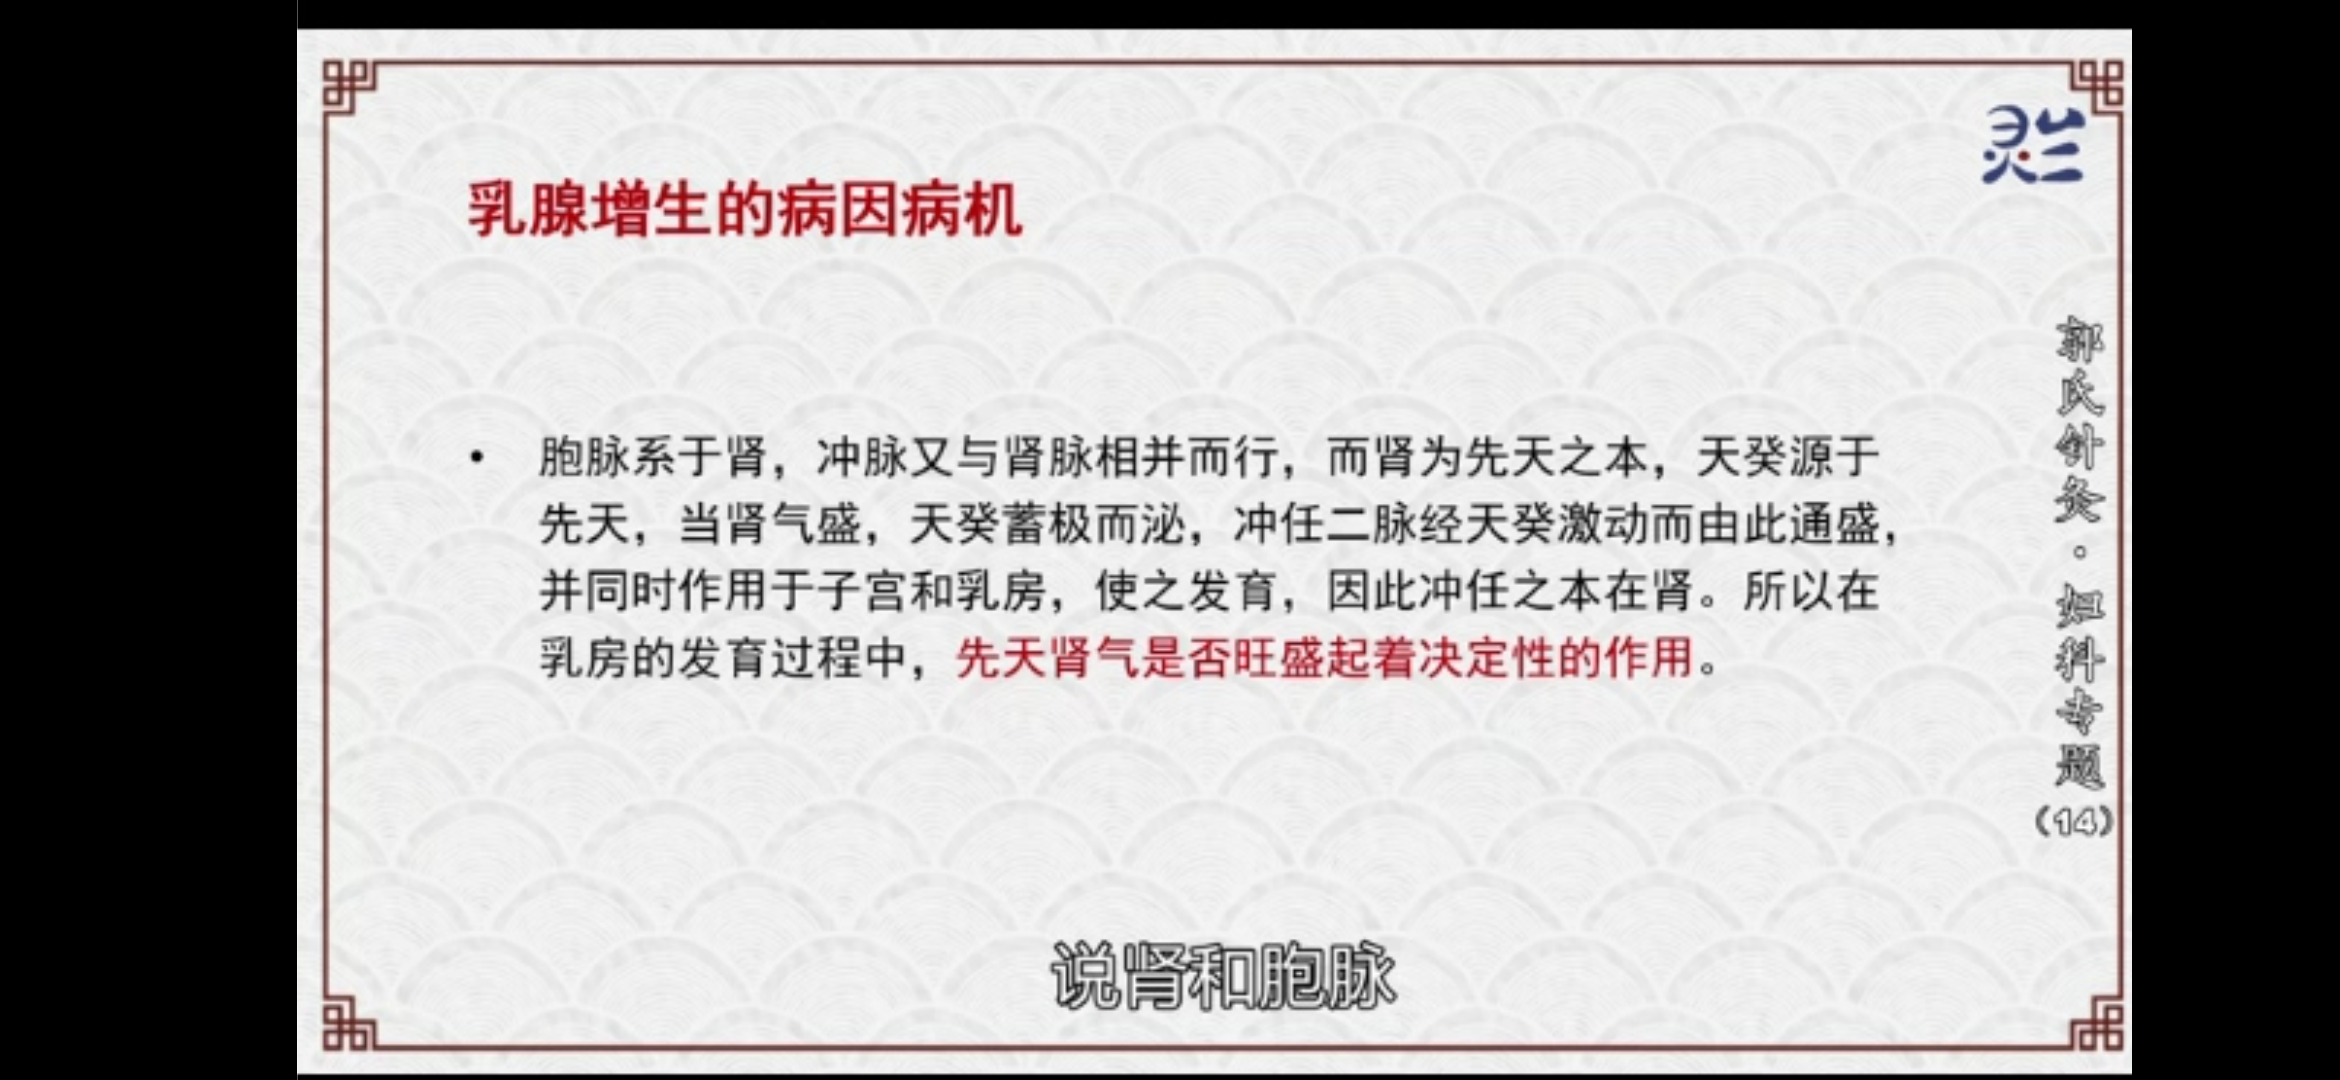 灵兰
乳腺增生的病因病机
• 胞脉系于肾，冲脉又与肾脉相并而行，而肾为先天之本，天癸源于
先天，当肾气盛，天癸蓄极而泌，冲任二脉经天癸激动而由此通盛，
并同时作用于子宫和乳房，使之发育，因此冲任之本在肾。所以在
乳房的发育过程中，先天肾气是否旺盛起着决定性的作用。
郭氏针灸·妇科专题(14)
说肾和胞脉